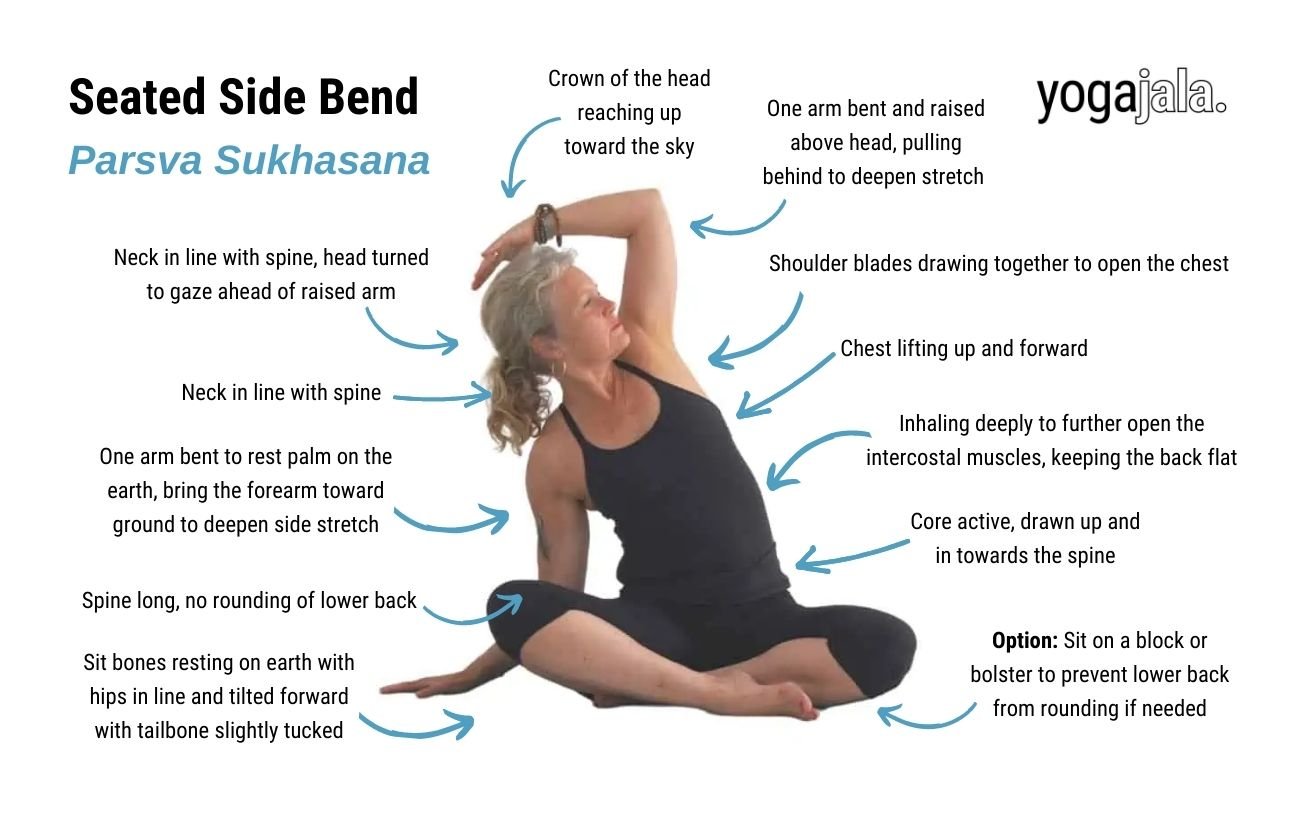 Seated Side Bend
Parsva Sukhasana
Crown of the head
reaching up
toward the sky
One arm bent and raised
above head, pulling
behind to deepen stretch
yogajala.
Neck in line with spine, head turned
to gaze ahead of raised arm
Shoulder blades drawing together to open the chest
Chest lifting up and forward
Neck in line with spine
Inhaling deeply to further open the
intercostal muscles, keeping the back flat
One arm bent to rest palm on the
earth, bring the forearm toward
ground to deepen side stretch
Core active, drawn up and
in towards the spine
Spine long, no rounding of lower back
Sit bones resting on earth with
hips in line and tilted forward
with tailbone slightly tucked
Option: Sit on a block or
bolster to prevent lower back
from rounding if needed